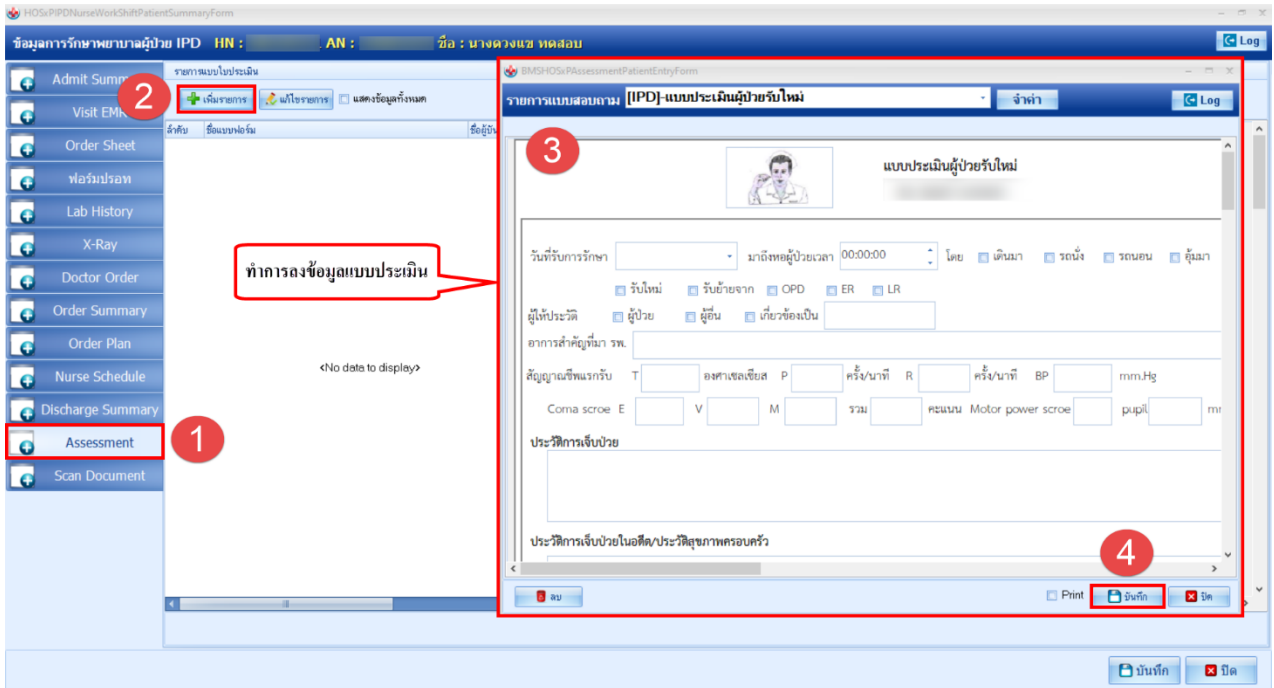 HOSxPIPDNurseWorkShiftPatientSummaryForm
ข้อมูลการรักษาพยาบาลผู้ป่วย IPD HN : AN : ชื่อ : นางดวงแข ทดสอบ
Log
Admit Summ
Visit EMR
Order Sheet
ฟอร์มปรอท
Lab History
X-Ray
Doctor Order
Order Summary
Order Plan
Nurse Schedule
Discharge Summary
Assessment
Scan Document
1
2
รายการแบบใบประเมิน
เพิ่มรายการ แก้ไขรายการ แสดงข้อมูลทั้งหมด
ลำดับ ชื่อแบบฟอร์ม ชื่อผู้บัน
<No data to display>
ทำการลงข้อมูลแบบประเมิน
BMSHOSxPAssessmentPatientEntryForm
รายการแบบสอบถาม [IPD]-แบบประเมินผู้ป่วยรับใหม่ จำค่า Log
3
แบบประเมินผู้ป่วยรับใหม่
วันที่รับการรักษา มาถึงหอผู้ป่วยเวลา 00:00:00 โดย เดินมา รถนั่ง รถนอน อุ้มมา
รับใหม่ รับย้ายจาก OPD ER LR
ผู้ให้ประวัติ ผู้ป่วย ผู้อื่น เกี่ยวข้องเป็น
อาการสำคัญที่มา รพ.
สัญญาณชีพแรกรับ T องศาเซลเซียส P ครั้ง/นาที R ครั้ง/นาที BP mm.Hg
Coma scroe E V M รวม คะแนน Motor power scroe pupil mm
ประวัติการเจ็บป่วย
ประวัติการเจ็บป่วยในอดีต/ประวัติสุขภาพครอบครัว
4
ลบ Print บันทึก ปิด
บันทึก ปิด